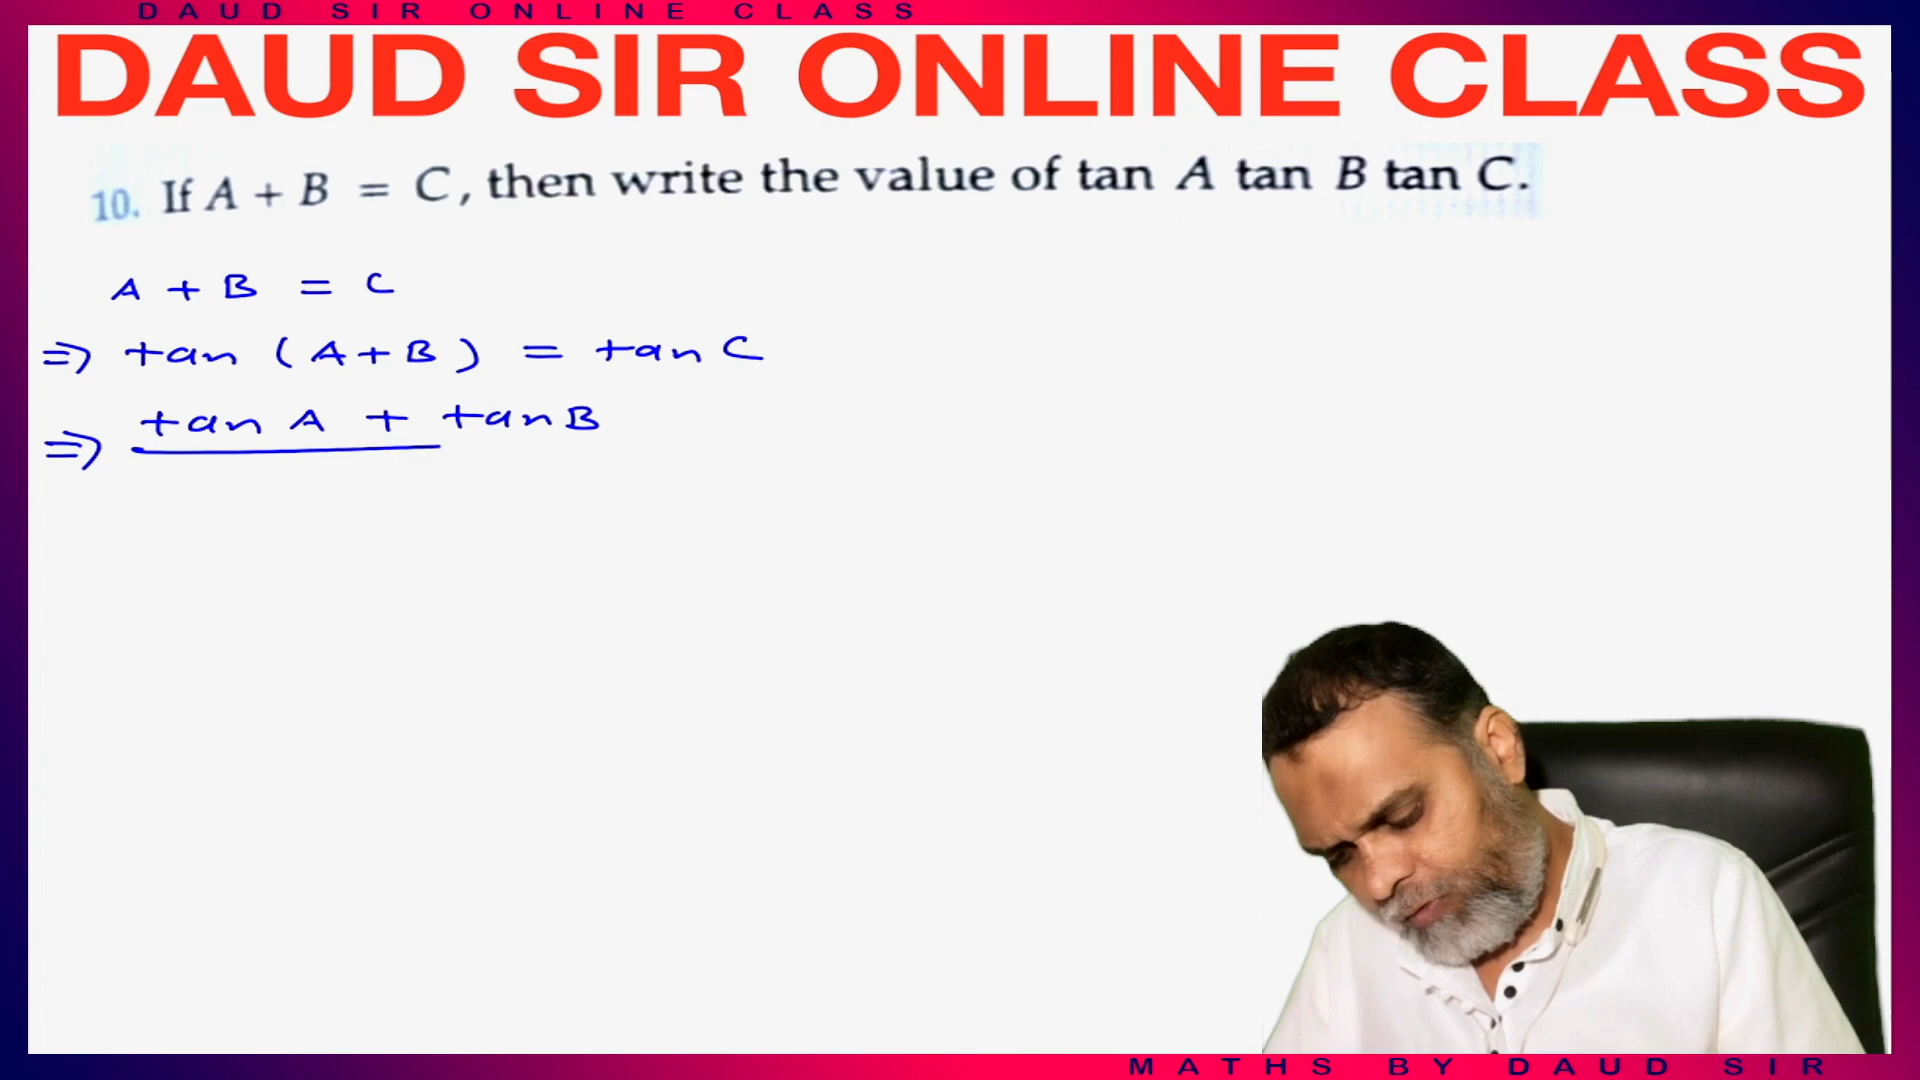 DAUD SIR ONLINE CLASS
DAUD SIR ONLINE CLASS
10. If A + B = C, then write the value of tan A tan B tan C.
A + B = C
⇒ tan (A+B) = tan C
⇒ tan A + tan B
MATHS BY DAUD SIR